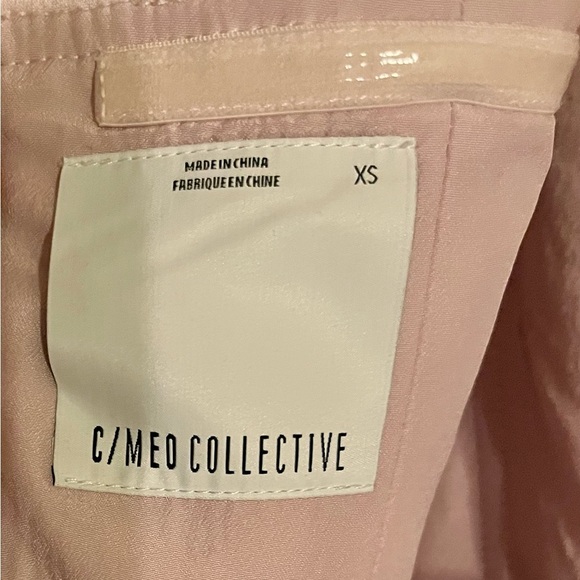 MADE IN CHINA
FABRIQUE EN CHINE
XS
C/MEO COLLECTIVE